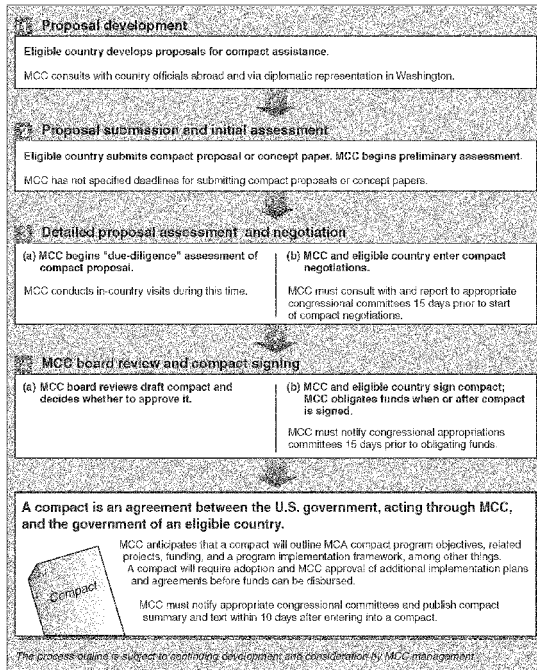 Proposal development
Eligible country develops proposals for compact assistance.
MCC consults with country officials abroad and via diplomatic representation in Washington.
Proposal submission and initial assessment
Eligible country submits compact proposal or concept paper. MCC begins preliminary assessment.
MCC has not specified deadlines for submitting compact proposals or concept papers.
Detailed proposal assessment and negotiation
(a) MCC begins "due-diligence" assessment of
compact proposal.
MCC conducts in-country visits during this time.
(b) MCC and eligible country enter compact
negotiations.
MCC must consult with and report to appropriate
congressional committees 15 days prior to start
of compact negotiations.
MCC board review and compact signing
(a) MCC board reviews draft compact and
decides whether to approve it.
(b) MCC and eligible country sign compact;
MCC obligates funds when or after compact
is signed.
MCC must notify congressional appropriations
committees 15 days prior to obligating funds.
A compact is an agreement between the U.S. government, acting through MCC,
and the government of an eligible country.
MCC anticipates that a compact will outline MCA compact program objectives, related
projects, funding, and a program implementation framework, among other things.
A compact will require adoption and MCC approval of additional implementation plans
and agreements before funds can be disbursed.
Compact
MCC must notify appropriate congressional committees and publish compact
summary and text within 10 days after entering into a compact.
The process outline is subject to continuing development and consideration by MCC management.